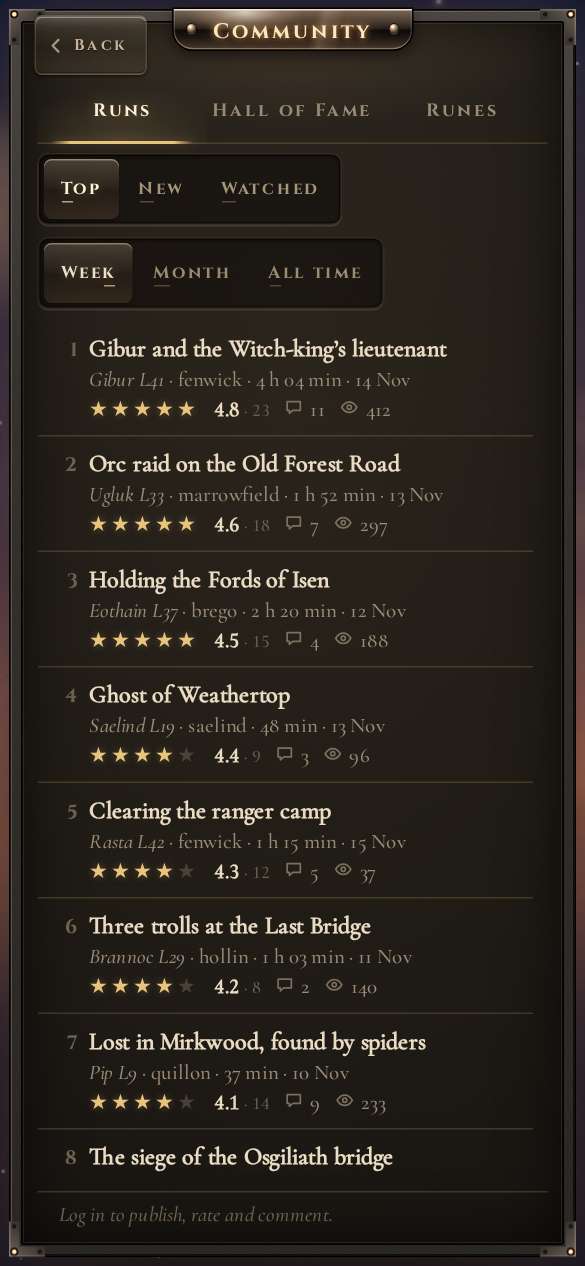 Back
Community
Runs Hall of Fame Runes
Top New Watched
Week Month All time
1 Gibur and the Witch-king's lieutenant
Gibur L41 · fenwick · 4 h 04 min · 14 Nov
★★★★★ 4.8 · 23 11 412
2 Orc raid on the Old Forest Road
Ugluk L33 · marrowfield · 1 h 52 min · 13 Nov
★★★★★ 4.6 · 18 7 297
3 Holding the Fords of Isen
Eothain L37 · brego · 2 h 20 min · 12 Nov
★★★★★ 4.5 · 15 4 188
4 Ghost of Weathertop
Saelind L19 · saelind · 48 min · 13 Nov
★★★★★ 4.4 · 9 3 96
5 Clearing the ranger camp
Rasta L42 · fenwick · 1 h 15 min · 15 Nov
★★★★★ 4.3 · 12 5 37
6 Three trolls at the Last Bridge
Brannoc L29 · hollin · 1 h 03 min · 11 Nov
★★★★★ 4.2 · 8 2 140
7 Lost in Mirkwood, found by spiders
Pip L9 · quillon · 37 min · 10 Nov
★★★★★ 4.1 · 14 9 233
8 The siege of the Osgiliath bridge
Log in to publish, rate and comment.